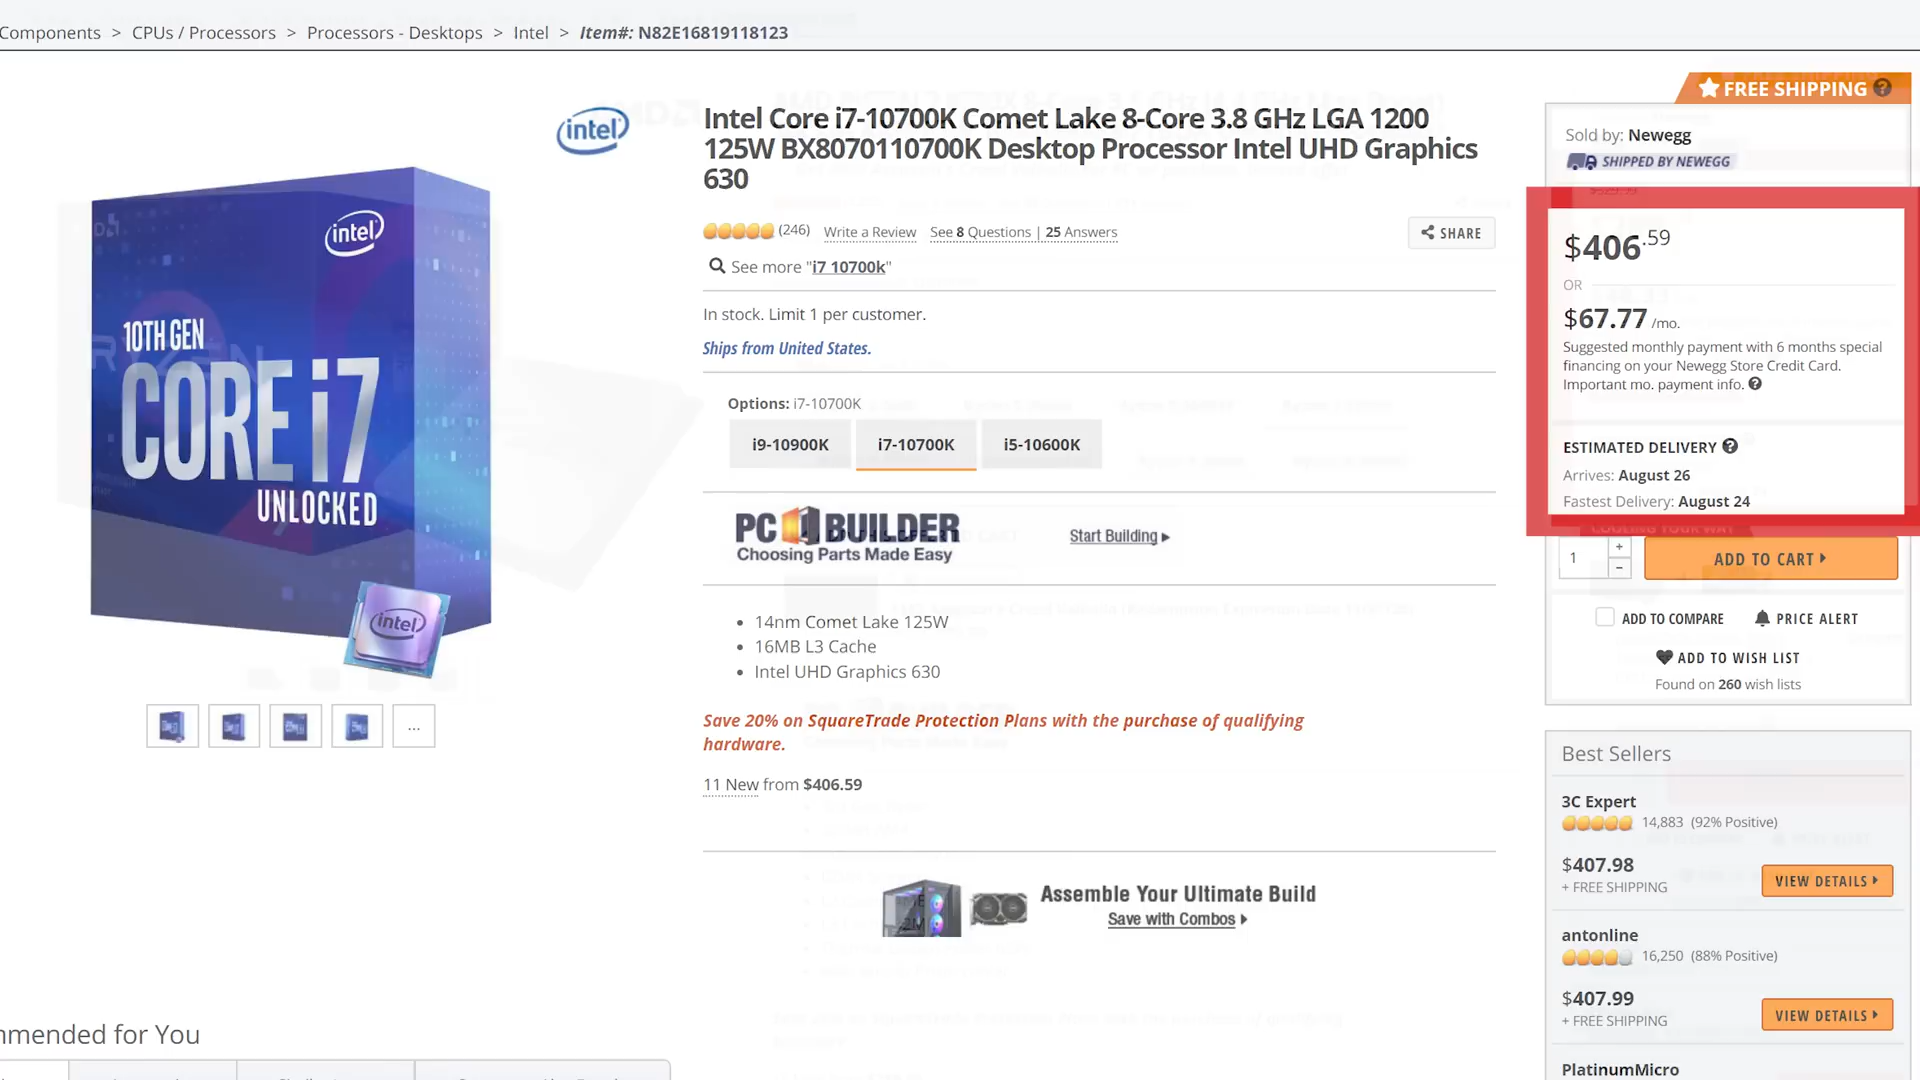 Components > CPUs / Processors > Processors - Desktops > Intel > Item#: N82E16819118123
FREE SHIPPING
intel
Intel Core i7-10700K Comet Lake 8-Core 3.8 GHz LGA 1200
125W BX8070110700K Desktop Processor Intel UHD Graphics
630
(246) Write a Review See 8 Questions | 25 Answers
SHARE
See more "i7 10700k"
In stock. Limit 1 per customer.
Ships from United States.
Options: i7-10700K
i9-10900K i7-10700K i5-10600K
PC BUILDER
Choosing Parts Made Easy
Start Building
14nm Comet Lake 125W
16MB L3 Cache
Intel UHD Graphics 630
Save 20% on SquareTrade Protection Plans with the purchase of qualifying
hardware.
11 New from $406.59
Assemble Your Ultimate Build
Save with Combos
intel
10TH GEN
CORE i7
UNLOCKED
intel
...
Sold by: Newegg
SHIPPED BY NEWEGG
$406.59
OR
$67.77 /mo.
Suggested monthly payment with 6 months special
financing on your Newegg Store Credit Card.
Important mo. payment info.
ESTIMATED DELIVERY
Arrives: August 26
Fastest Delivery: August 24
1 + -
ADD TO CART
ADD TO COMPARE PRICE ALERT
ADD TO WISH LIST
Found on 260 wish lists
Best Sellers
3C Expert
14,883 (92% Positive)
$407.98
+ FREE SHIPPING
VIEW DETAILS
antonline
16,250 (88% Positive)
$407.99
+ FREE SHIPPING
VIEW DETAILS
PlatinumMicro
mmended for You